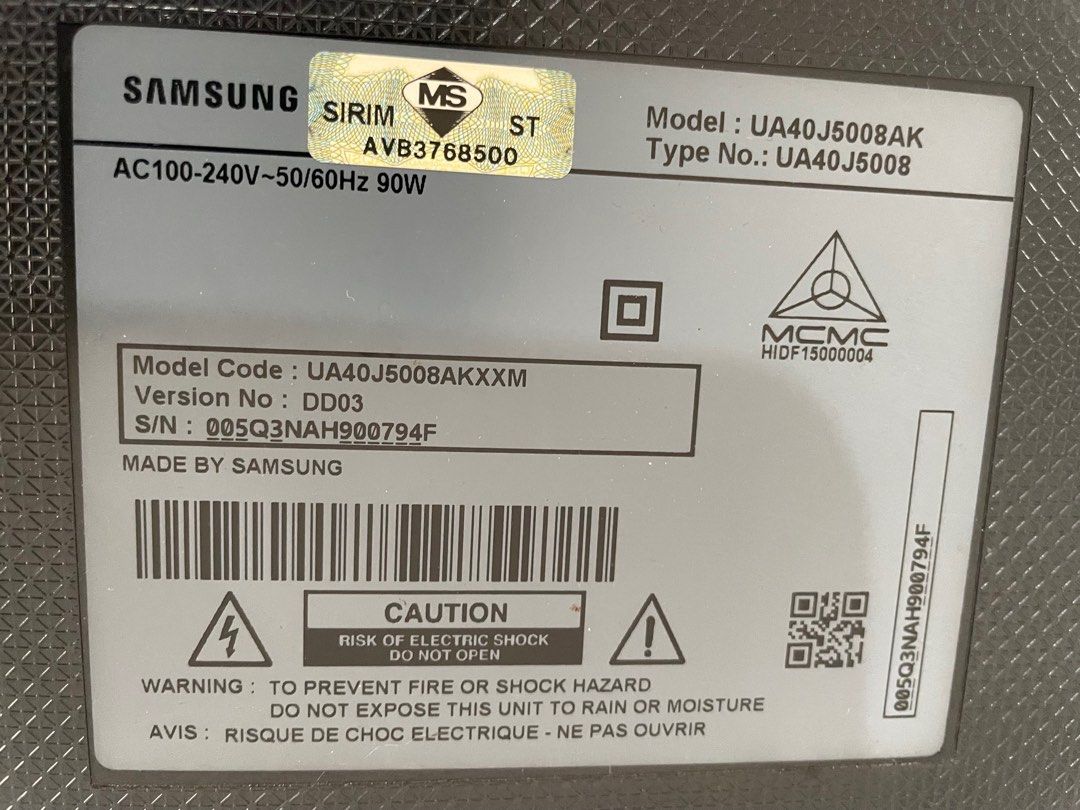 SAMSUNG
SIRIM MS ST
AVB3768500
Model : UA40J5008AK
Type No.: UA40J5008
AC100-240V~50/60Hz 90W
MCMC
HIDF15000004
Model Code : UA40J5008AKXXM
Version No : DD03
S/N : 005Q3NAH900794F
MADE BY SAMSUNG
005Q3NAH900794F
CAUTION
RISK OF ELECTRIC SHOCK
DO NOT OPEN
WARNING : TO PREVENT FIRE OR SHOCK HAZARD
DO NOT EXPOSE THIS UNIT TO RAIN OR MOISTURE
AVIS : RISQUE DE CHOC ELECTRIQUE - NE PAS OUVRIR